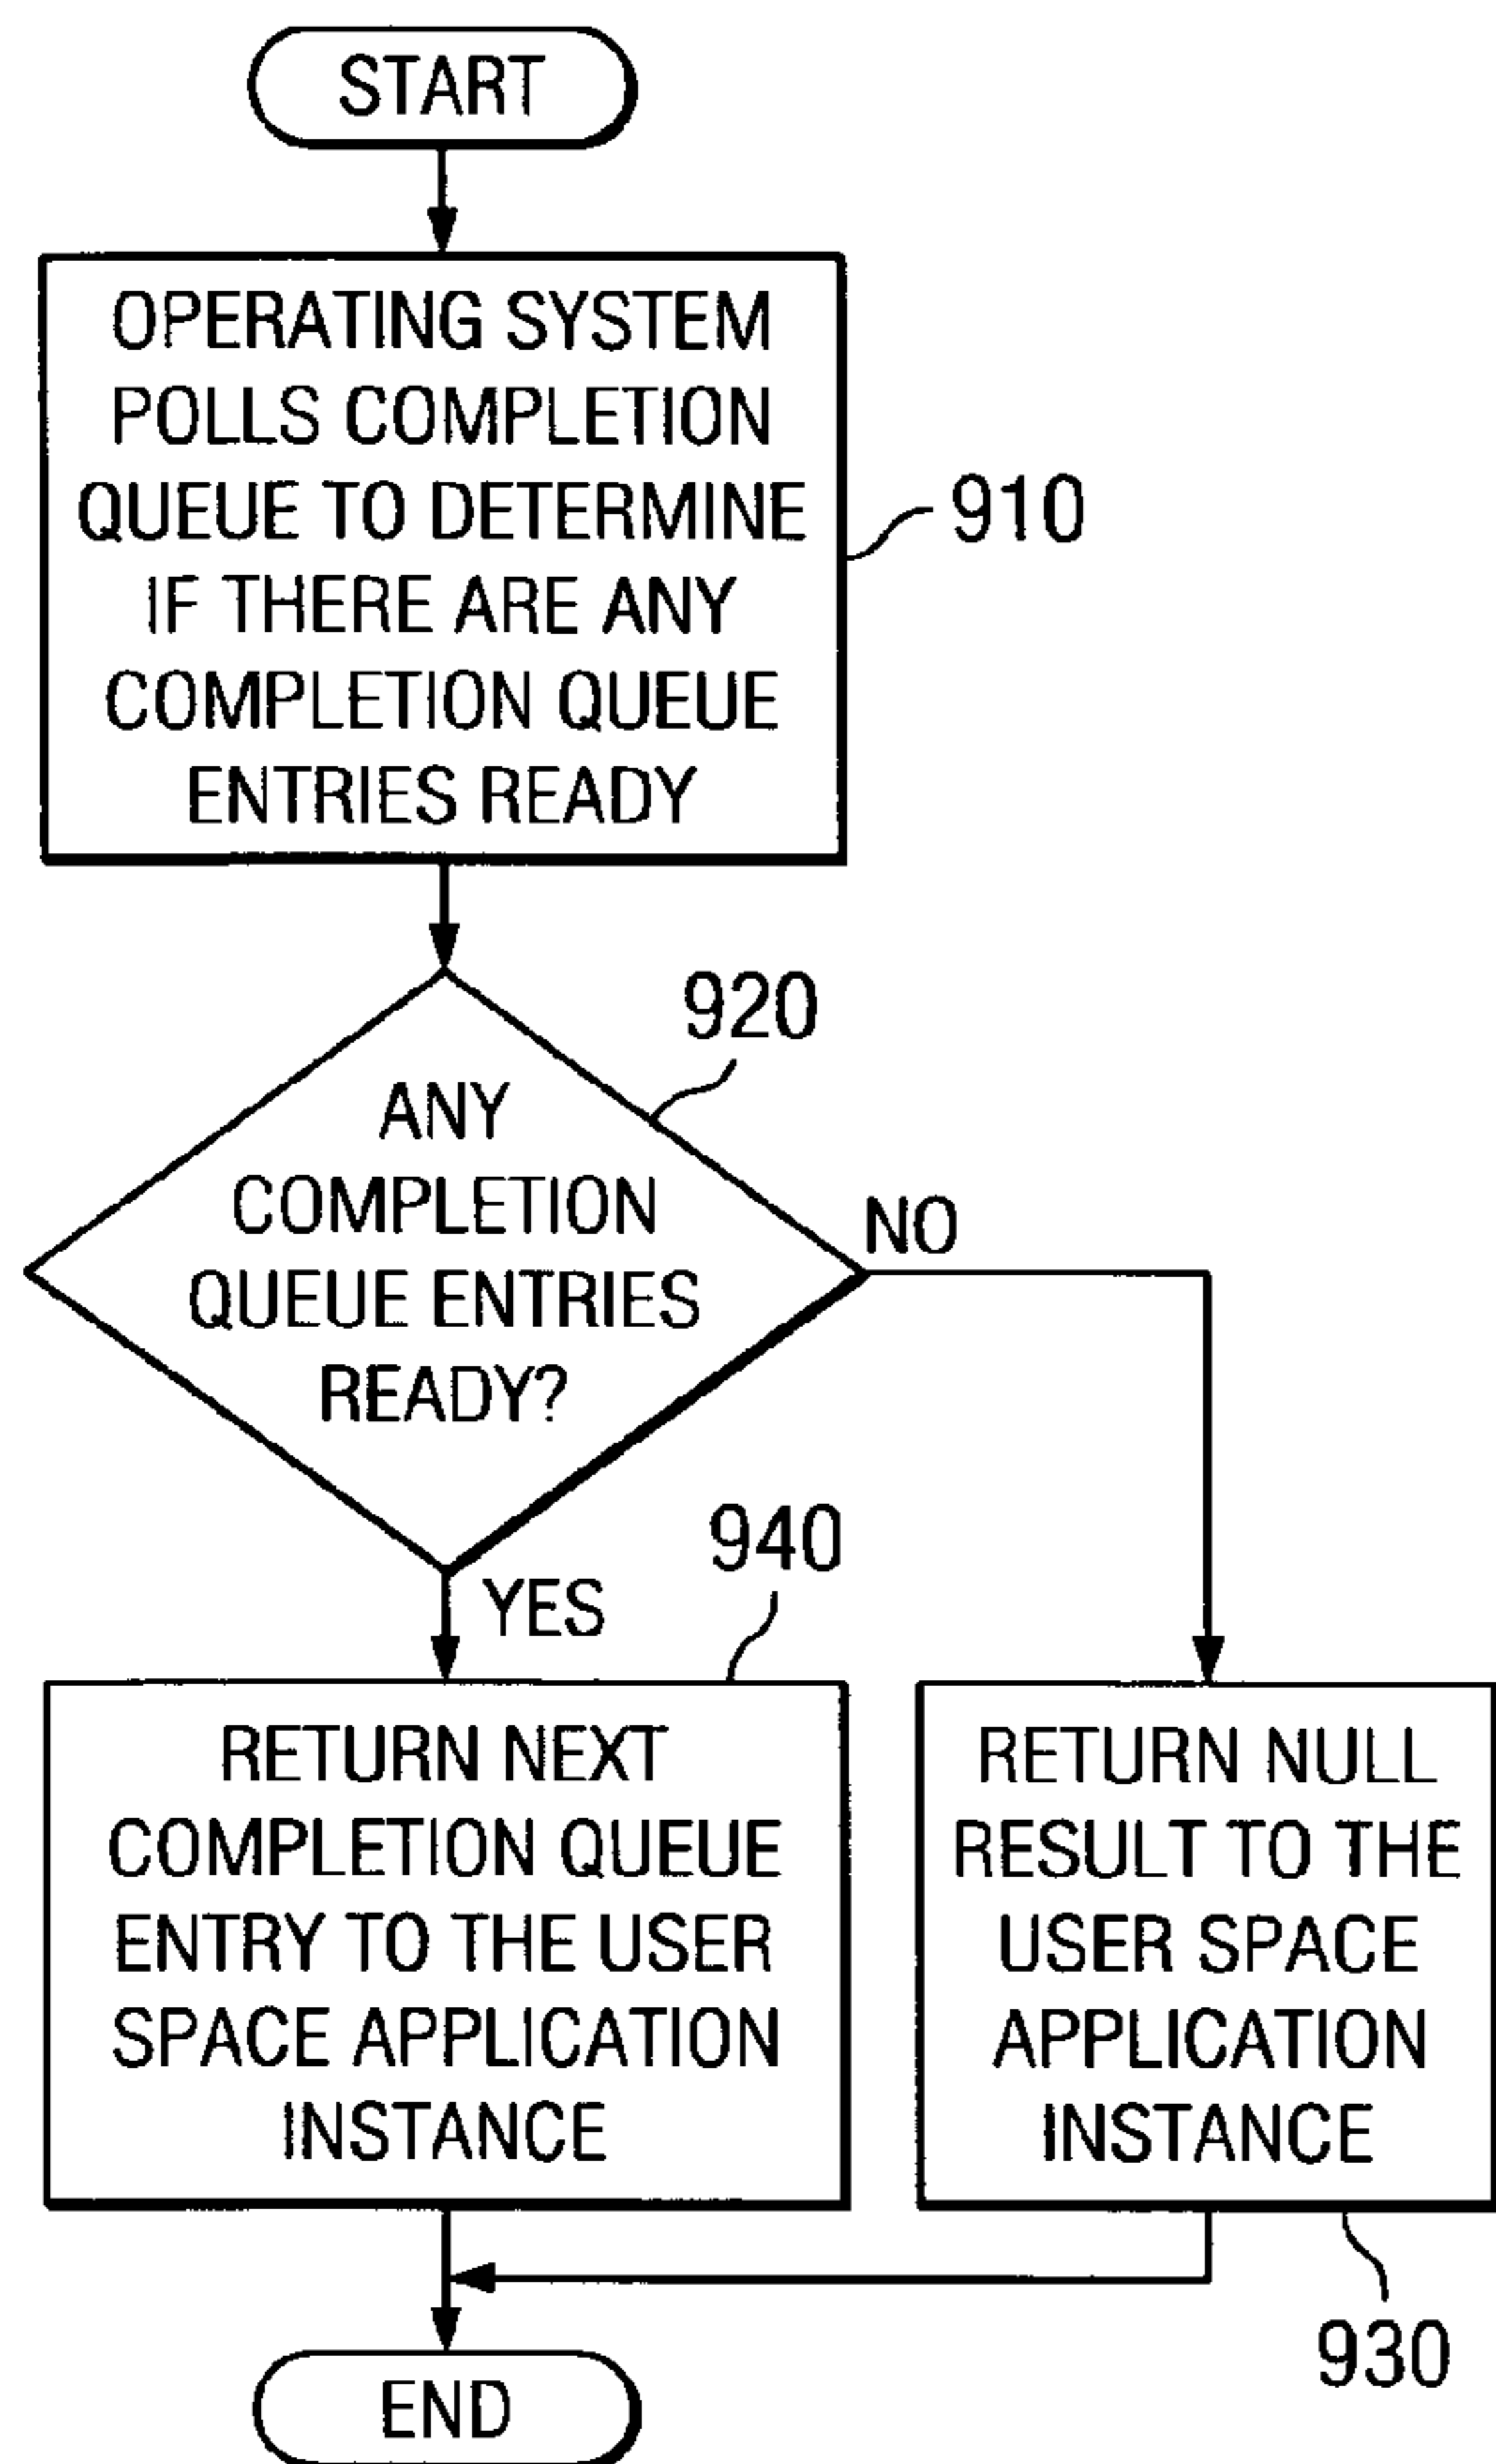 START
OPERATING SYSTEM
POLLS COMPLETION
QUEUE TO DETERMINE
IF THERE ARE ANY
COMPLETION QUEUE
ENTRIES READY
910
920
ANY
COMPLETION
QUEUE ENTRIES
READY?
NO
YES
940
RETURN NEXT
COMPLETION QUEUE
ENTRY TO THE USER
SPACE APPLICATION
INSTANCE
RETURN NULL
RESULT TO THE
USER SPACE
APPLICATION
INSTANCE
930
END